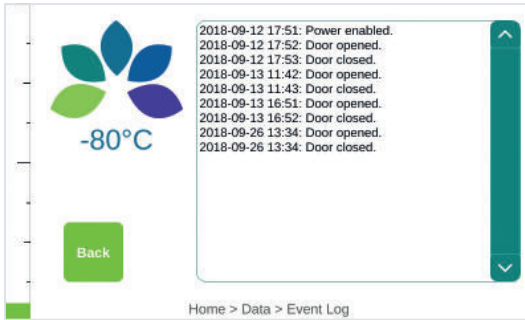 2018-09-12 17:51: Power enabled.
2018-09-12 17:52: Door opened.
2018-09-12 17:53: Door closed.
2018-09-13 11:42: Door opened.
2018-09-13 11:43: Door closed.
2018-09-13 16:51: Door opened.
2018-09-13 16:52: Door closed.
2018-09-26 13:34: Door opened.
2018-09-26 13:34: Door closed.
-80°C
Back
Home > Data > Event Log